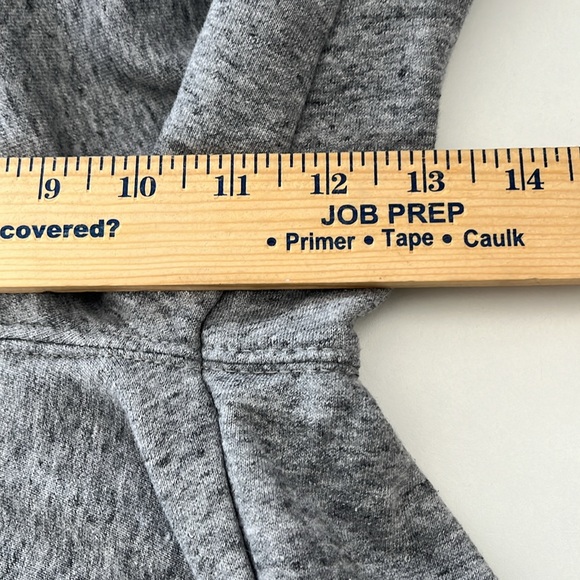 9 10 11 12 13 14
covered?
JOB PREP
• Primer • Tape • Caulk